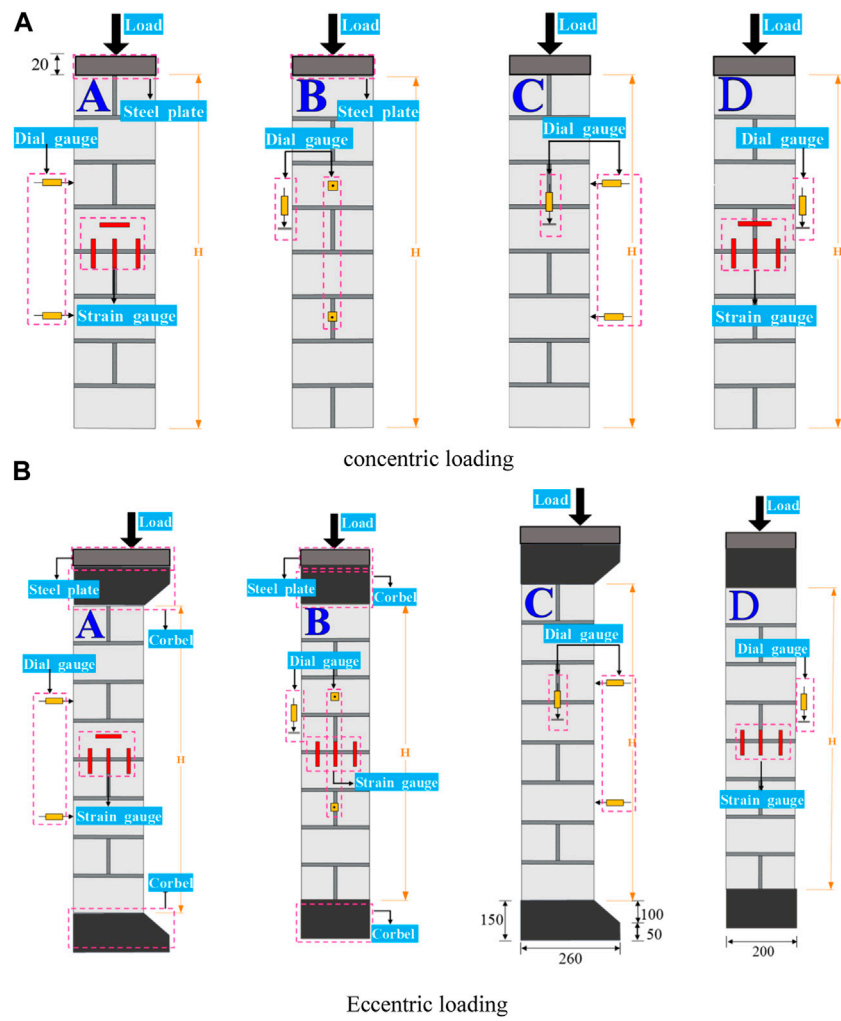 A
Load
Load
Load
Load
20
A
B
C
D
Steel plate
Steel plate
Dial gauge
Dial gauge
Dial gauge
Dial gauge
H
H
H
H
Strain gauge
Strain gauge
concentric loading
B
Load
Load
Load
Load
Steel plate
Steel plate
Corbel
A
B
C
D
Corbel
Dial gauge
Dial gauge
Dial gauge
Dial gauge
H
H
H
H
Strain gauge
Strain gauge
Strain gauge
Corbel
Corbel
150
100
50
260
200
Eccentric loading